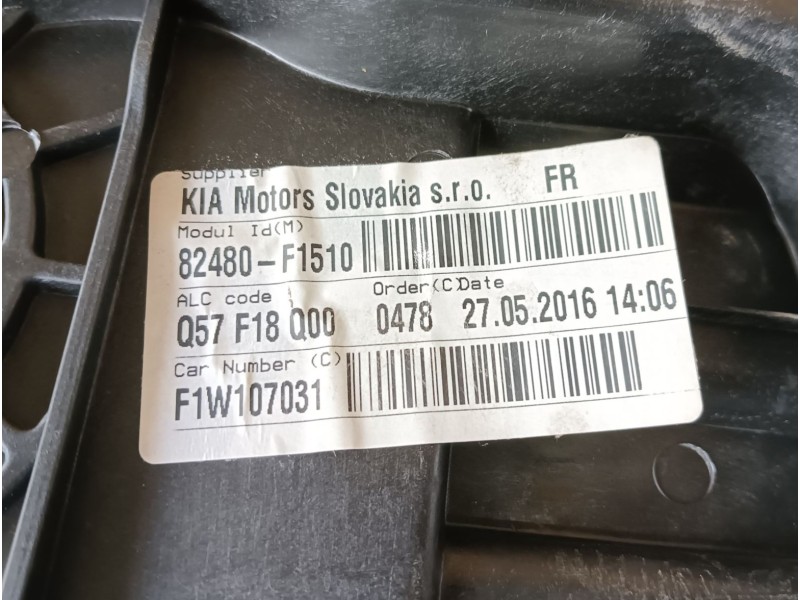 Supplier
KIA Motors Slovakia s.r.o. FR
Modul Id(M)
82480-F1510
ALC code Order(C)Date
Q57 F18 Q00 0478 27.05.2016 14:06
Car Number (C)
F1W107031